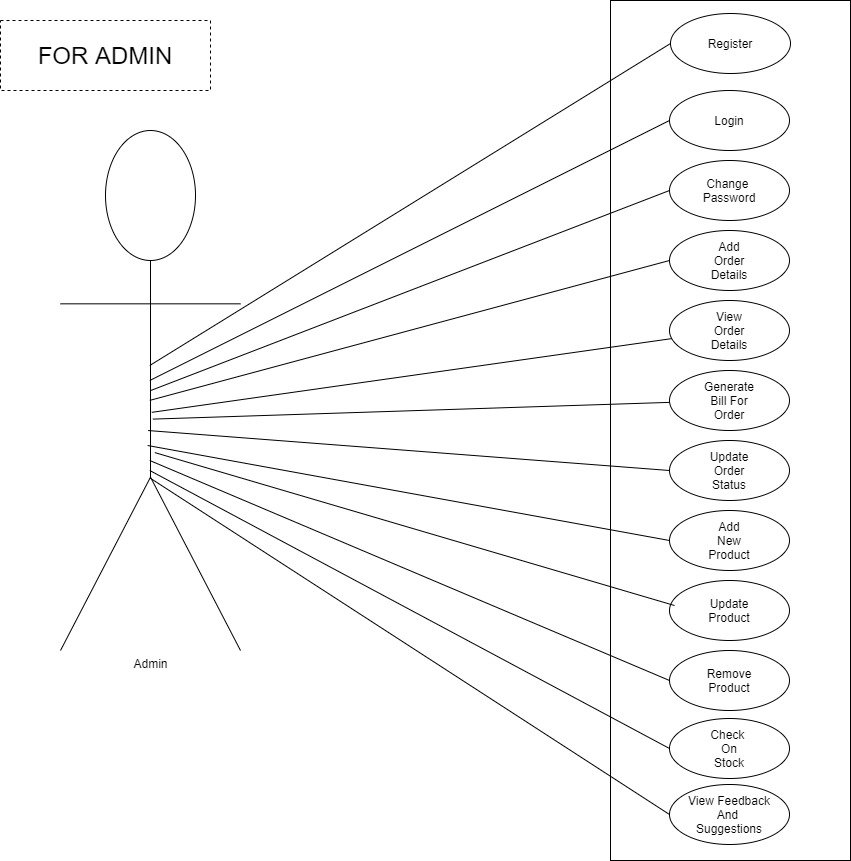 FOR ADMIN
Register
Login
Change
Password
Add
Order
Details
View
Order
Details
Generate
Bill For
Order
Update
Order
Status
Add
New
Product
Update
Product
Remove
Product
Check
On
Stock
View Feedback
And
Suggestions
Admin